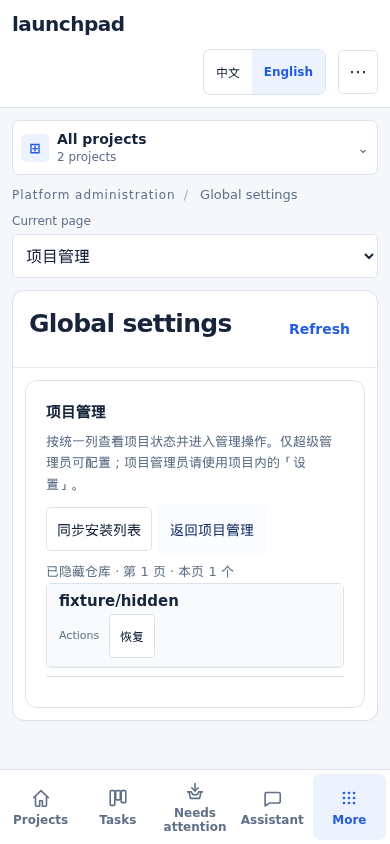 launchpad
中文
English
All projects
2 projects
Platform administration / Global settings
Current page
项目管理
Global settings
Refresh
项目管理
按统一列查看项目状态并进入管理操作。仅超级管
理员可配置；项目管理员请使用项目内的「设
置」。
同步安装列表
返回项目管理
已隐藏仓库 · 第 1 页 · 本页 1 个
fixture/hidden
Actions
恢复
Projects
Tasks
Needs
attention
Assistant
More